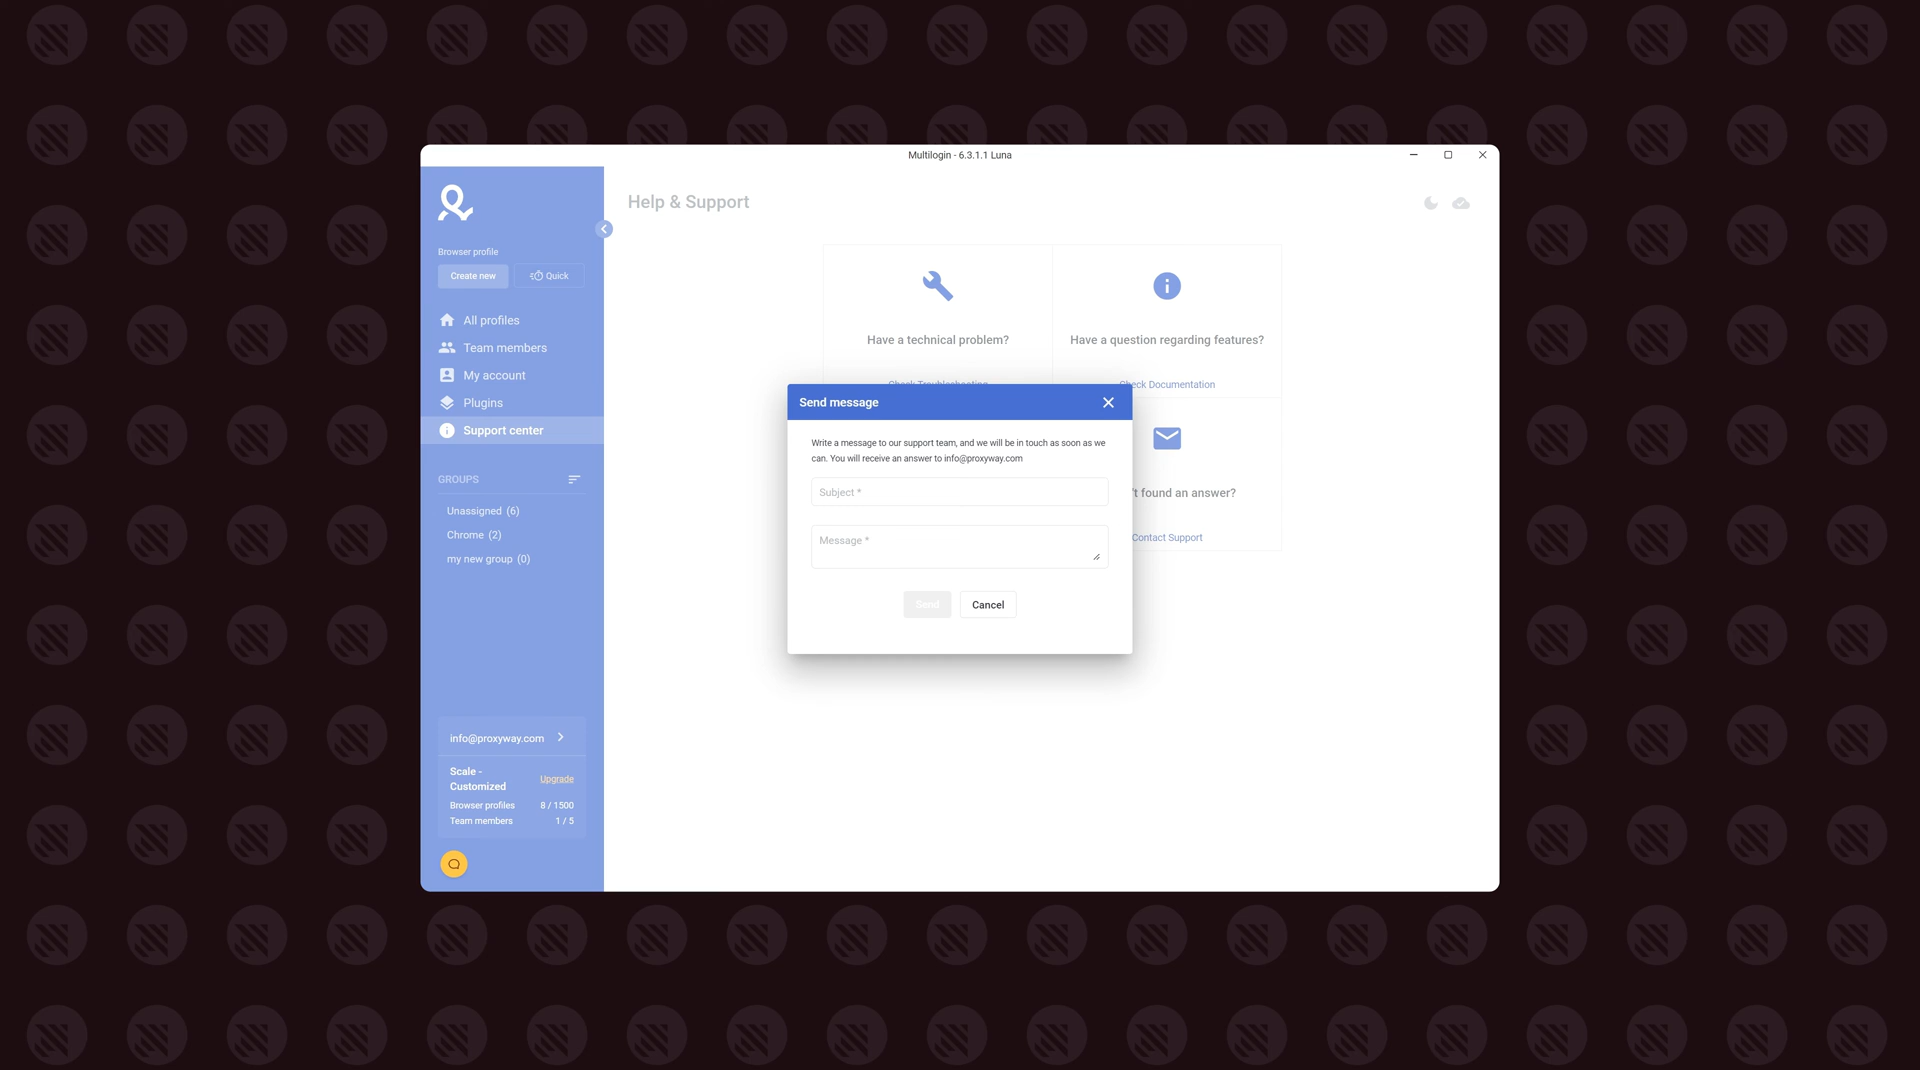 Multilogin - 6.3.1.1 Luna
Help & Support
Browser profile
Create new
Quick
All profiles
Team members
My account
Plugins
Support center
GROUPS
Unassigned (6)
Chrome (2)
my new group (0)
info@proxyway.com
Scale -
Customized
Upgrade
Browser profiles 8 / 1500
Team members 1 / 5
Have a technical problem?
Check Troubleshooting
Have a question regarding features?
Check Documentation
't found an answer?
Contact Support
Send message
Write a message to our support team, and we will be in touch as soon as we
can. You will receive an answer to info@proxyway.com
Subject *
Message *
Send
Cancel